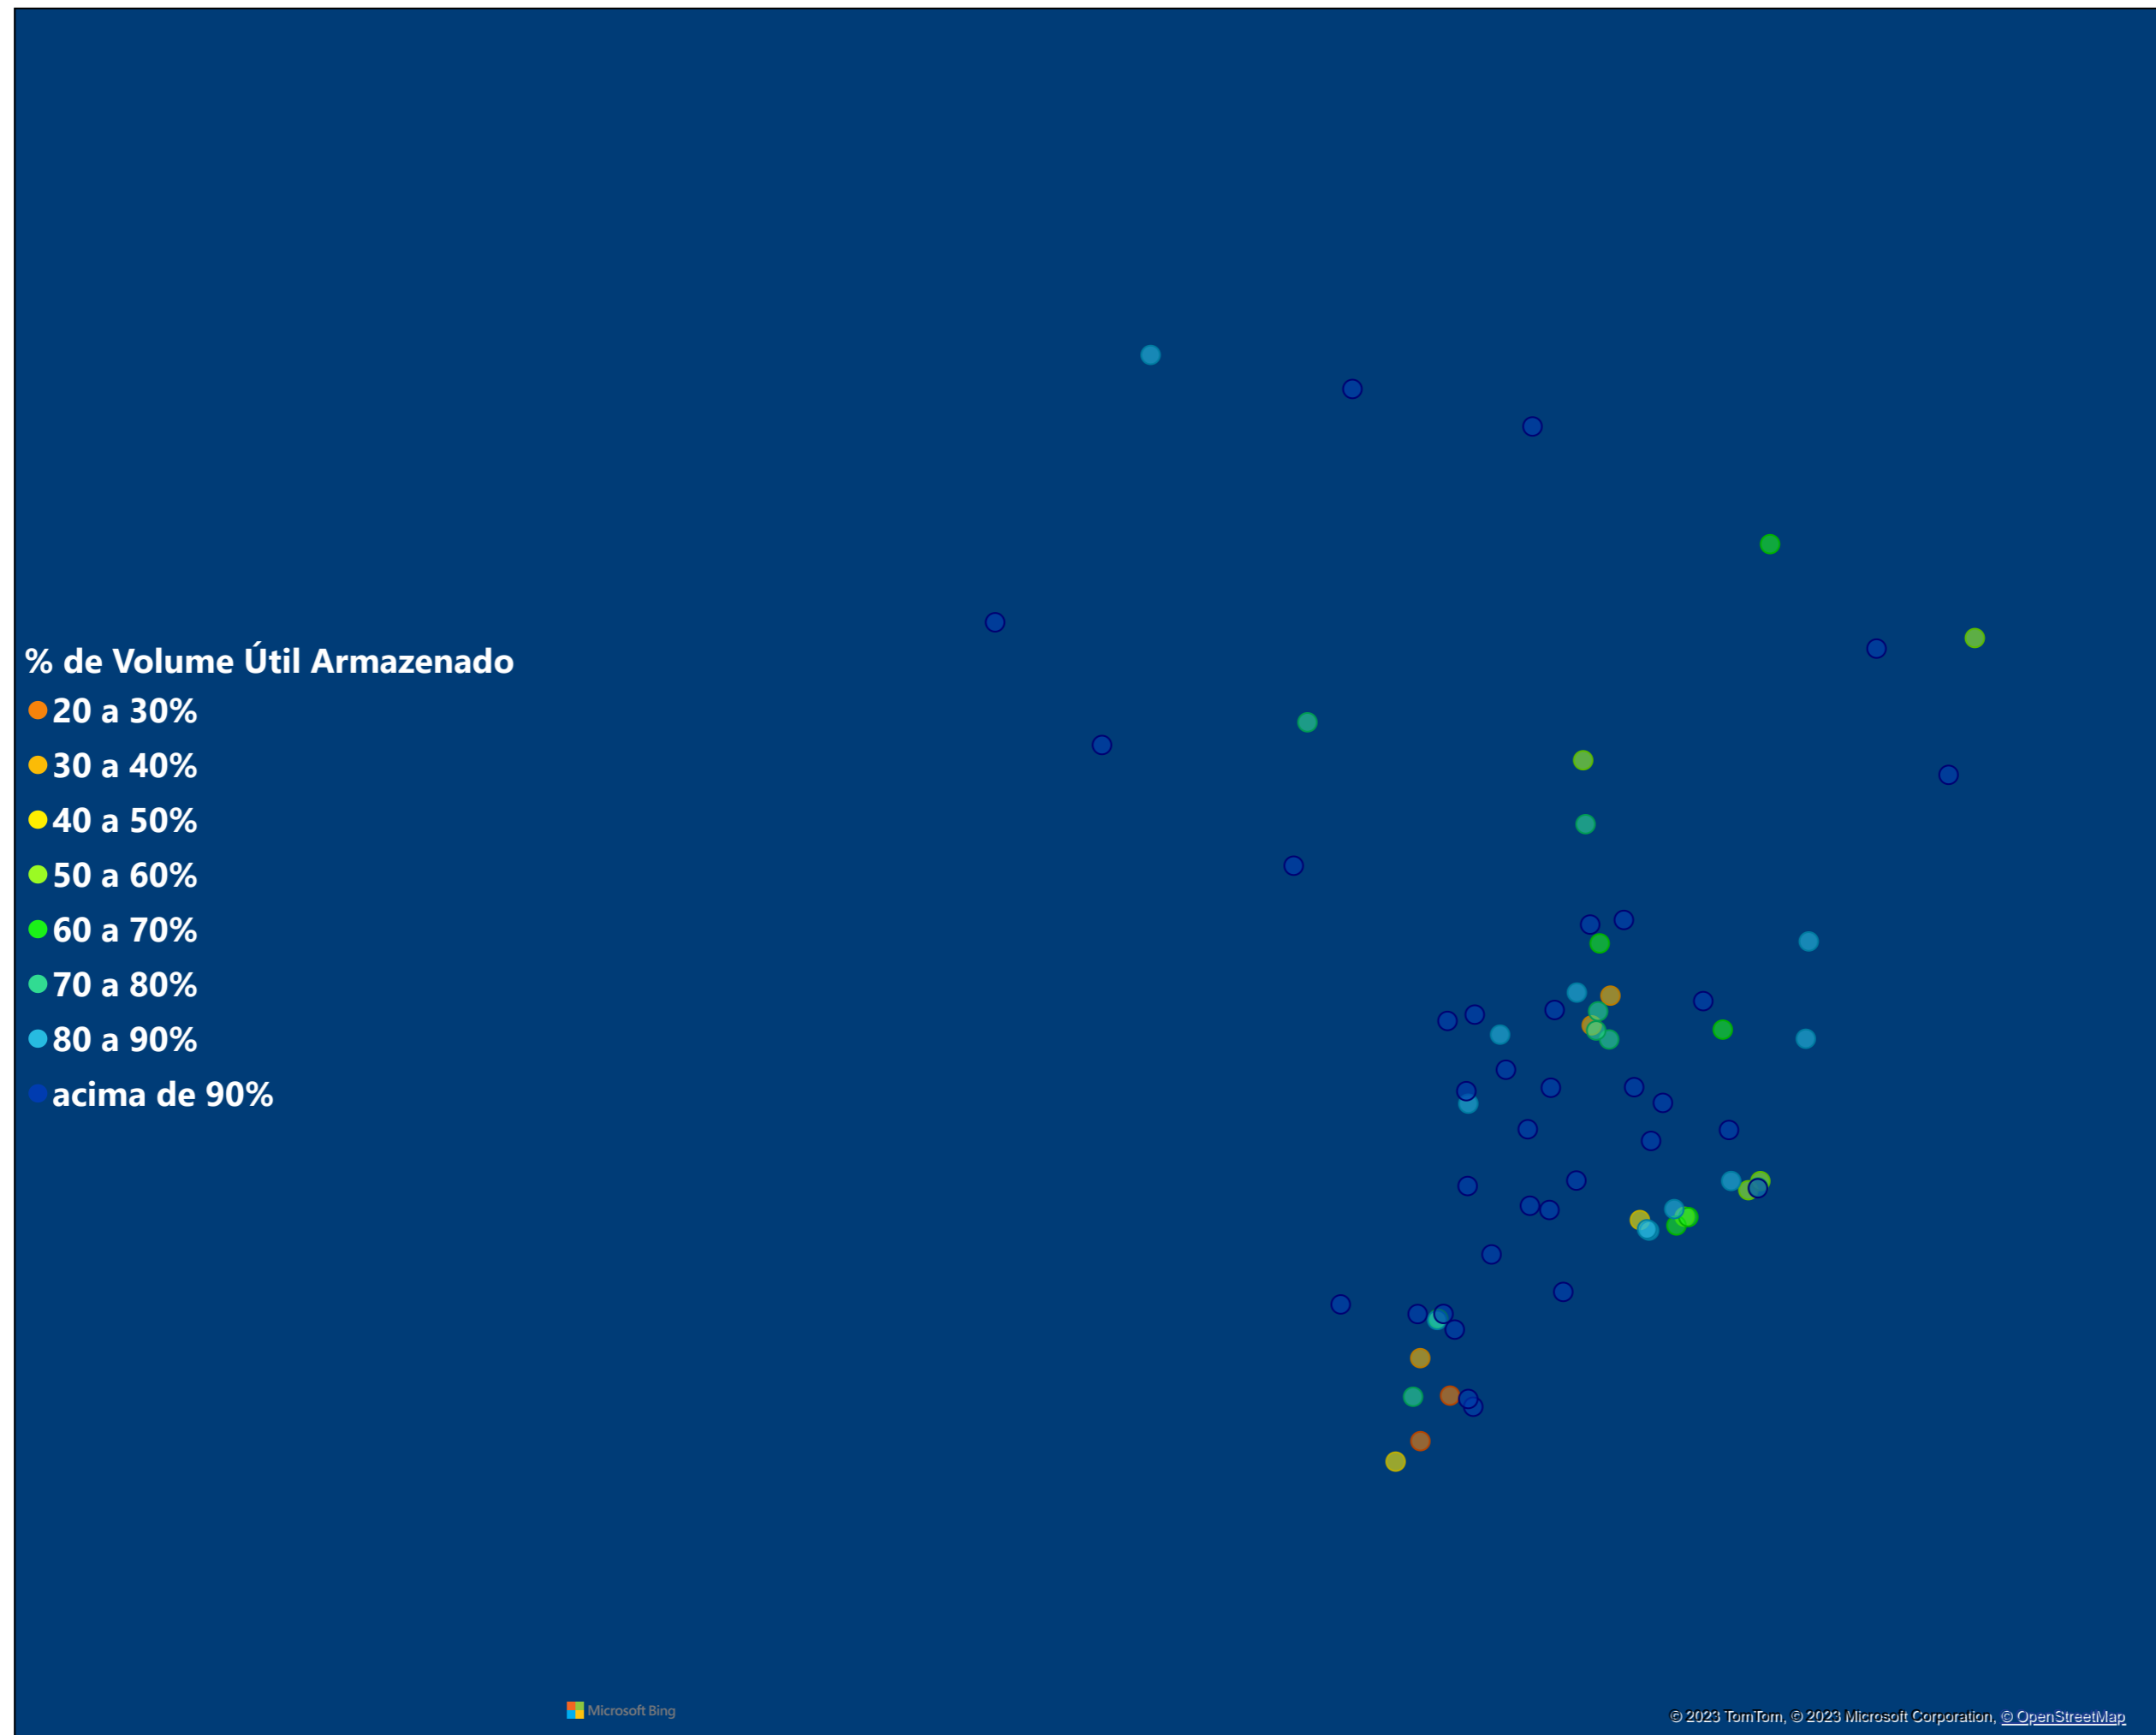 % de Volume Útil Armazenado
20 a 30%
30 a 40%
40 a 50%
50 a 60%
60 a 70%
70 a 80%
80 a 90%
acima de 90%
Microsoft Bing
© 2023 TomTom, © 2023 Microsoft Corporation, © OpenStreetMap